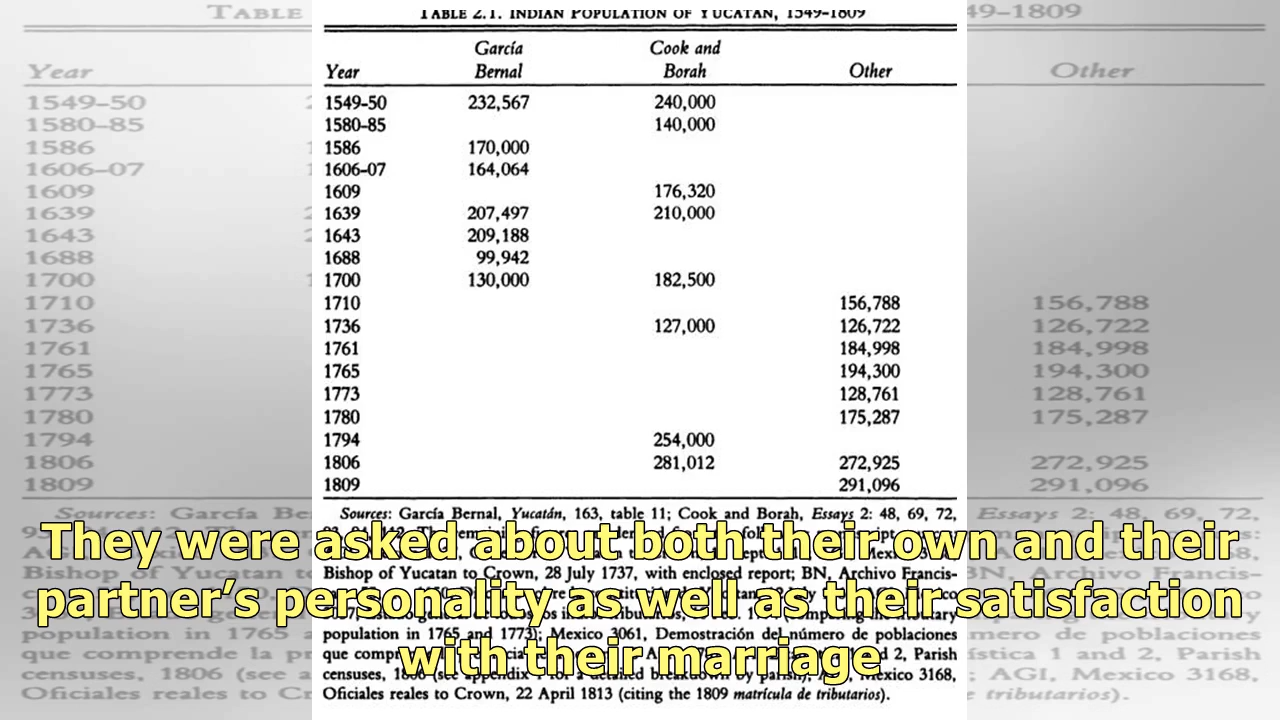 TABLE 2.1. INDIAN POPULATION OF YUCATAN, 1549–1809
Year García Bernal Cook and Borah Other
1549–50 232,567 240,000
1580–85 140,000
1586 170,000
1606–07 164,064
1609 176,320
1639 207,497 210,000
1643 209,188
1688 99,942
1700 130,000 182,500
1710 156,788
1736 127,000 126,722
1761 184,998
1765 194,300
1773 128,761
1780 175,287
1794 254,000
1806 281,012 272,925
1809 291,096
Sources: García Bernal, Yucatán, 163, table 11; Cook and Borah, Essays 2: 48, 69, 72,
Bishop of Yucatan to Crown, 28 July 1737, with enclosed report; BN, Archivo Francis-
population in 1765 and 1773); Mexico 3061, Demostración del número de poblaciones
que and 2, Parish
censuses, Mexico 3168,
Oficiales reales to Crown, 22 April 1813 (citing the 1809 matrícula de tributarios).
They were asked about both their own and their
partner’s personality as well as their satisfaction
with their marriage